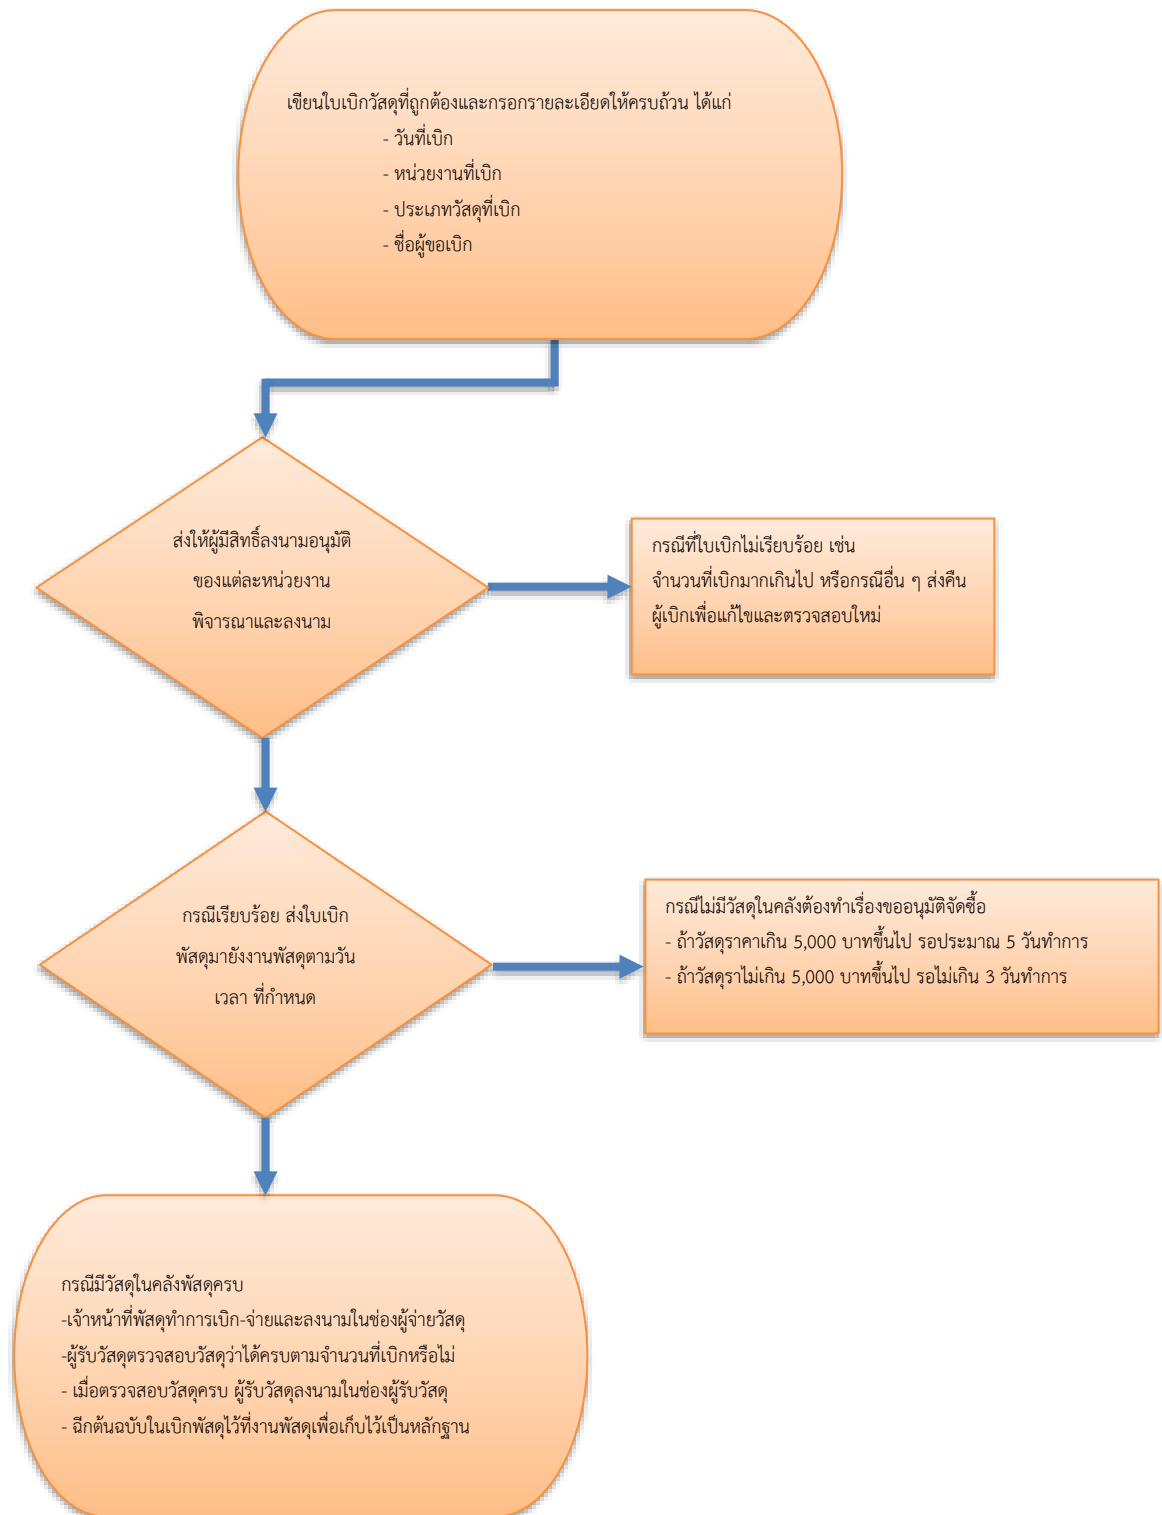 เขียนใบเบิกวัสดุที่ถูกต้องและกรอกรายละเอียดให้ครบถ้วน ได้แก่
- วันที่เบิก
- หน่วยงานที่เบิก
- ประเภทวัสดุที่เบิก
- ชื่อผู้ขอเบิก
ส่งให้ผู้มีสิทธิ์ลงนามอนุมัติ
ของแต่ละหน่วยงาน
พิจารณาและลงนาม
กรณีที่ใบเบิกไม่เรียบร้อย เช่น
จำนวนที่เบิกมากเกินไป หรือกรณีอื่น ๆ ส่งคืน
ผู้เบิกเพื่อแก้ไขและตรวจสอบใหม่
กรณีเรียบร้อย ส่งใบเบิก
พัสดุมายังงานพัสดุตามวัน
เวลา ที่กำหนด
กรณีไม่มีวัสดุในคลังต้องทำเรื่องขออนุมัติจัดซื้อ
- ถ้าวัสดุราคาเกิน 5,000 บาทขึ้นไป รอประมาณ 5 วันทำการ
- ถ้าวัสดุราไม่เกิน 5,000 บาทขึ้นไป รอไม่เกิน 3 วันทำการ
กรณีมีวัสดุในคลังพัสดุครบ
-เจ้าหน้าที่พัสดุทำการเบิก-จ่ายและลงนามในช่องผู้จ่ายวัสดุ
-ผู้รับวัสดุตรวจสอบวัสดุว่าได้ครบตามจำนวนที่เบิกหรือไม่
- เมื่อตรวจสอบวัสดุครบ ผู้รับวัสดุลงนามในช่องผู้รับวัสดุ
- ฉีกต้นฉบับในเบิกพัสดุไว้ที่งานพัสดุเพื่อเก็บไว้เป็นหลักฐาน